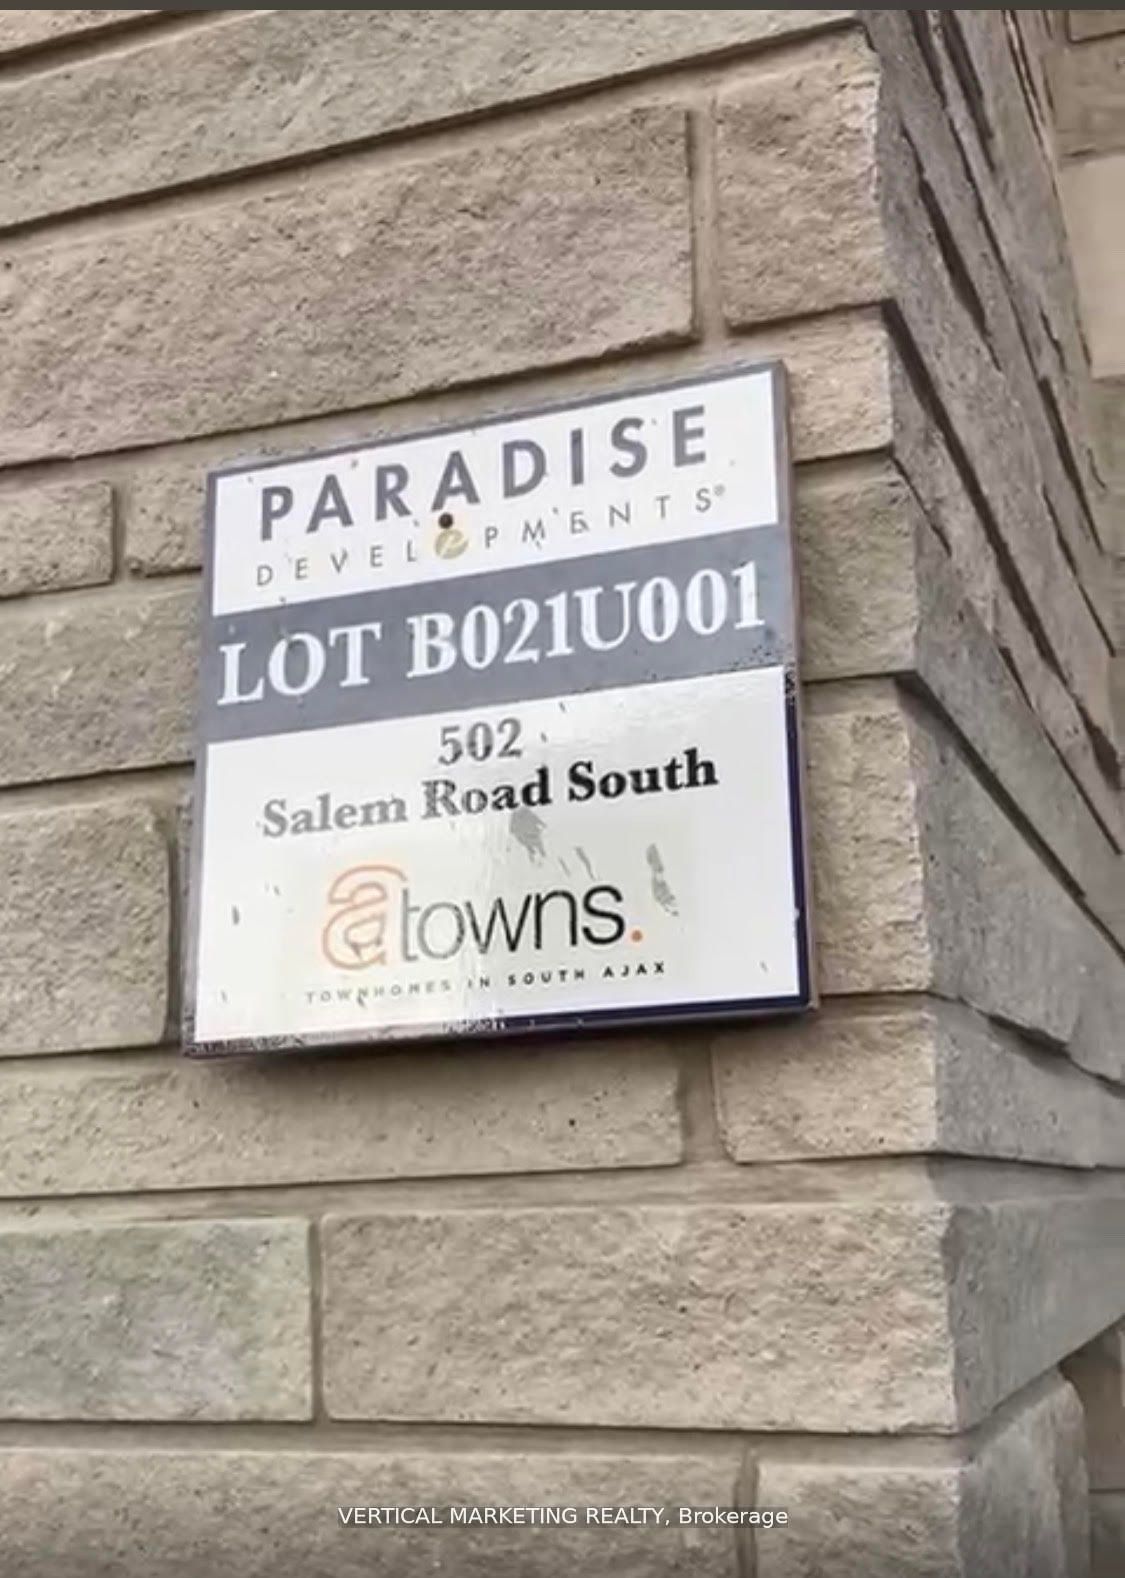 PARADISE
DEVELOPMENTS®
LOT B021U001
502
Salem Road South
atowns.
TOWNHOMES IN SOUTH AJAX
VERTICAL MARKETING REALTY, Brokerage